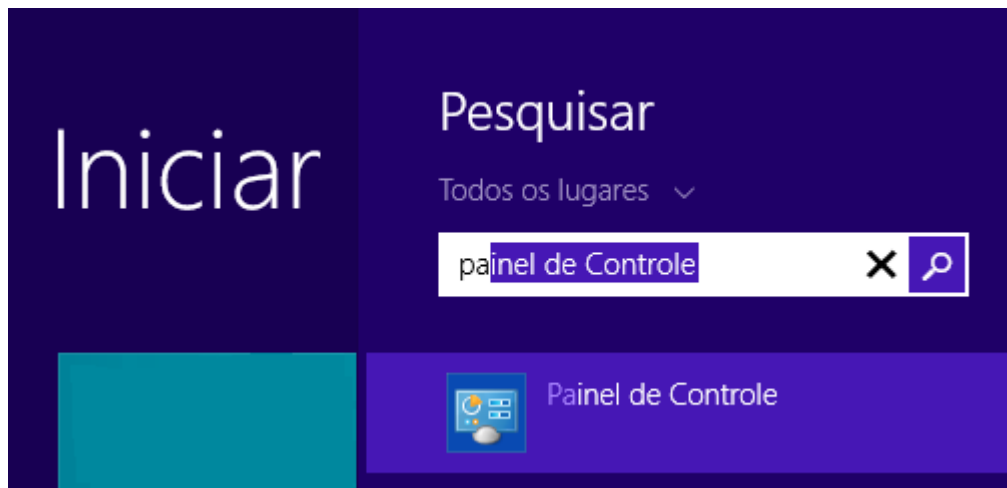 Iniciar
Pesquisar
Todos os lugares
painel de Controle
Painel de Controle